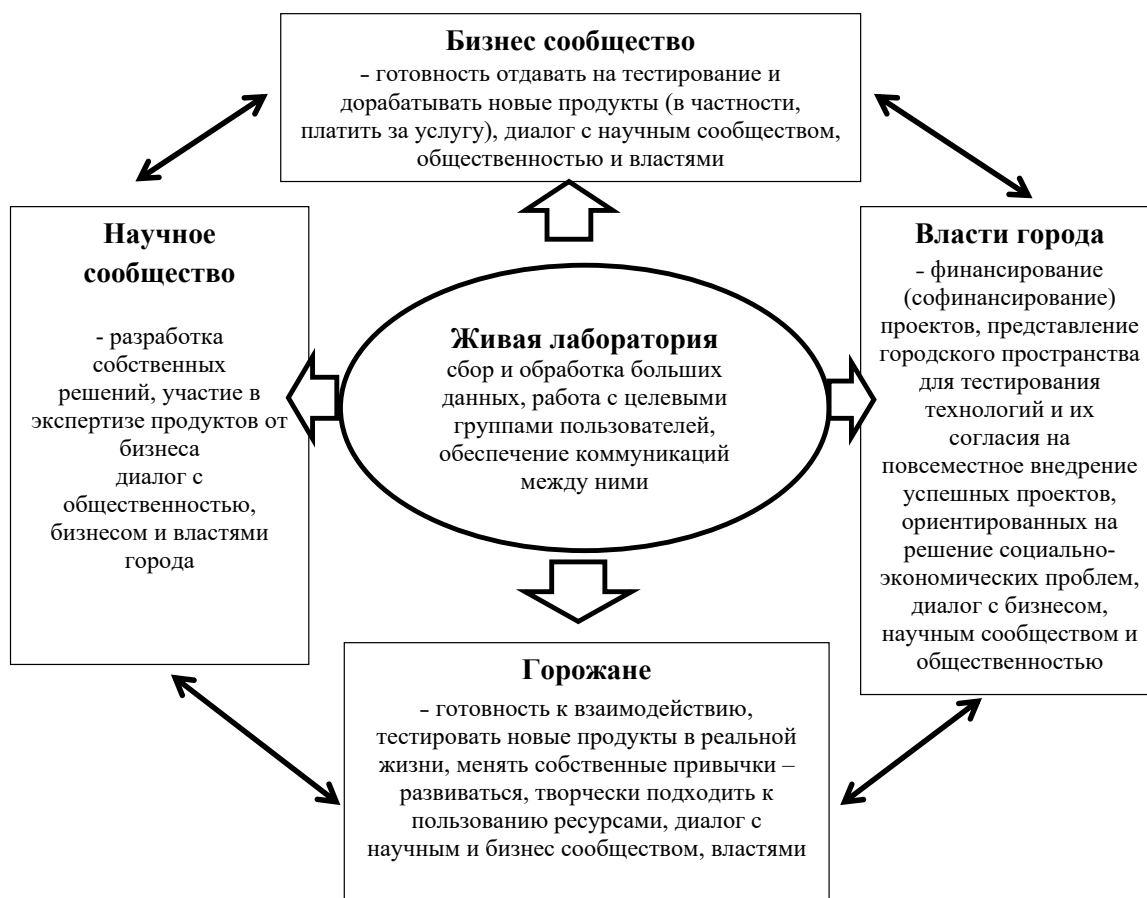 Бизнес сообщество
- готовность отдавать на тестирование и
дорабатывать новые продукты (в частности,
платить за услугу), диалог с научным сообществом,
общественностью и властями
Научное
сообщество
- разработка
собственных
решений, участие в
экспертизе продуктов от
бизнеса
диалог с
общественностью,
бизнесом и властями
города
Живая лаборатория
сбор и обработка больших
данных, работа с целевыми
группами пользователей,
обеспечение коммуникаций
между ними
Власти города
- финансирование
(софинансирование)
проектов, представление
городского пространства
для тестирования
технологий и их
согласия на
повсеместное внедрение
успешных проектов,
ориентированных на
решение социально-
экономических проблем,
диалог с бизнесом,
научным сообществом и
общественностью
Горожане
- готовность к взаимодействию,
тестировать новые продукты в реальной
жизни, менять собственные привычки –
развиваться, творчески подходить к
пользованию ресурсами, диалог с
научным и бизнес сообществом, властями